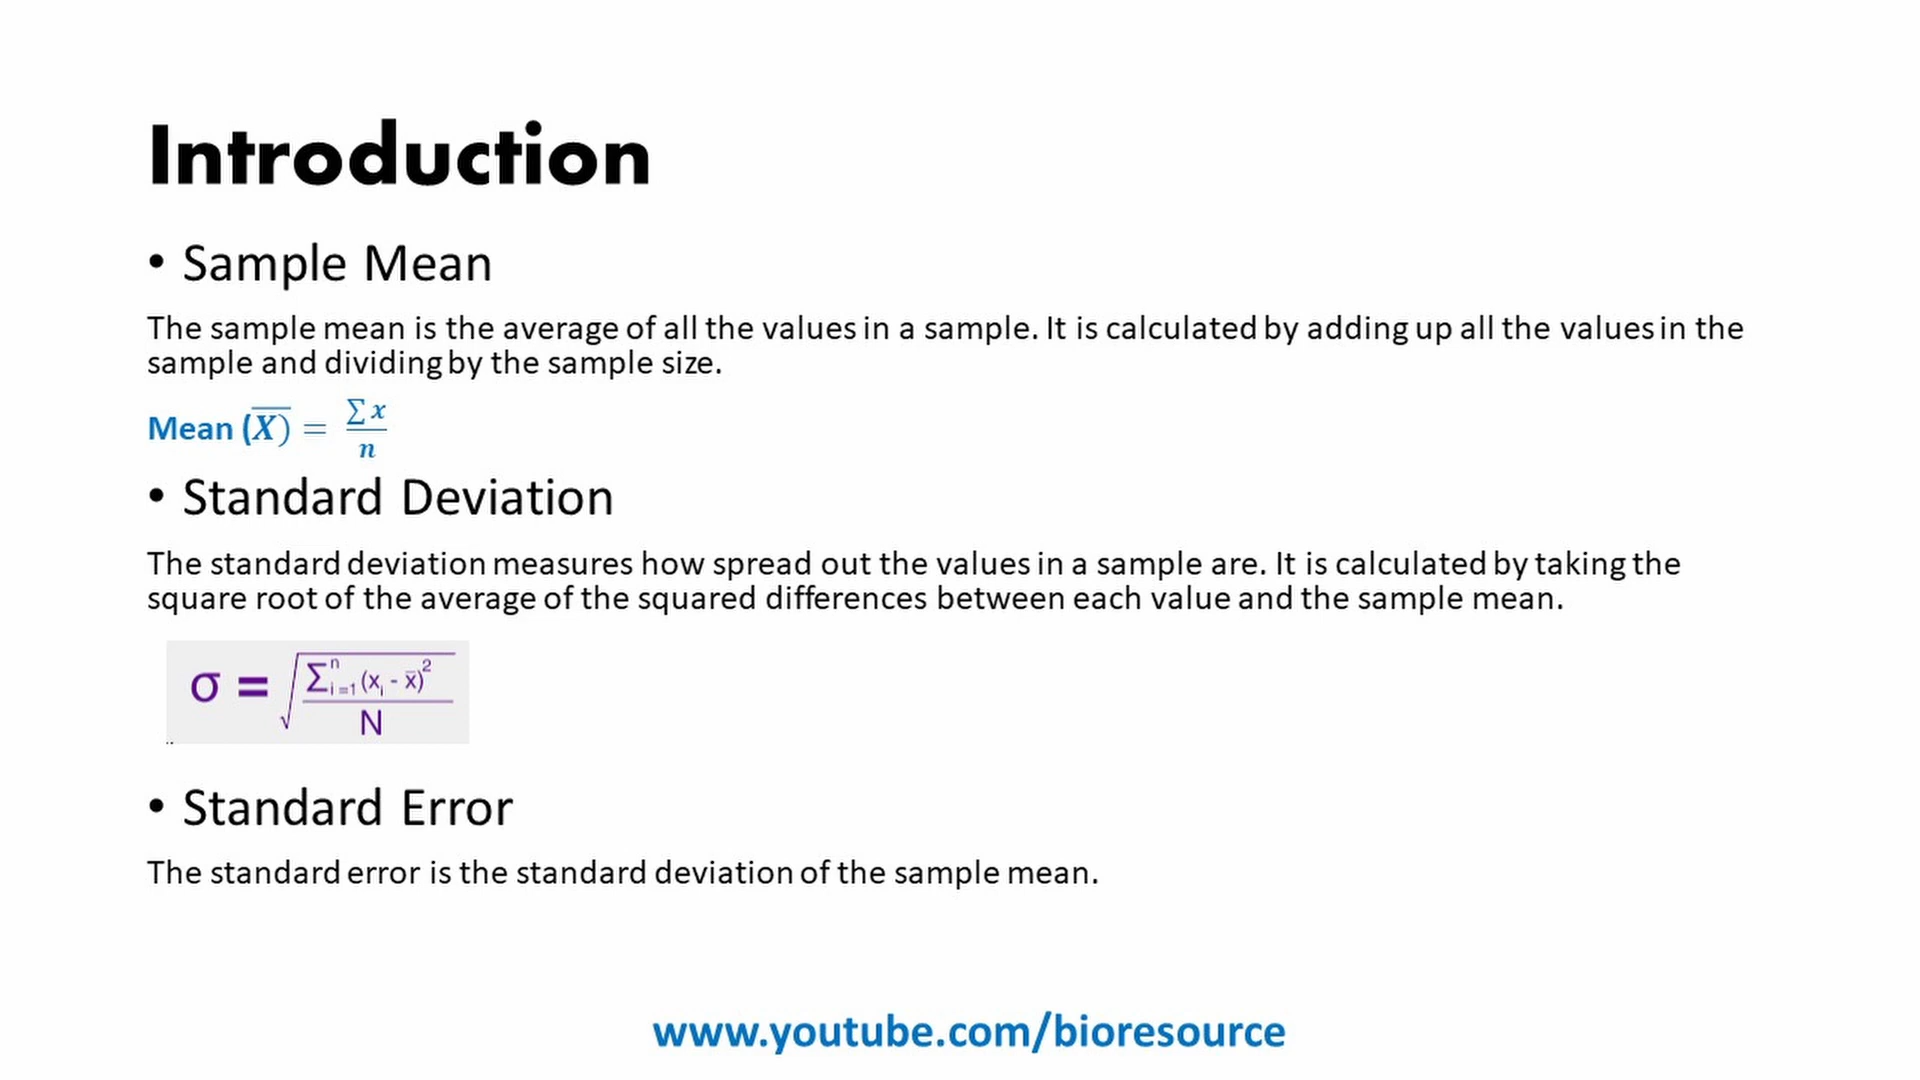 Introduction
• Sample Mean
The sample mean is the average of all the values in a sample. It is calculated by adding up all the values in the
sample and dividing by the sample size.
Mean (X̅) = ∑x / n
• Standard Deviation
The standard deviation measures how spread out the values in a sample are. It is calculated by taking the
square root of the average of the squared differences between each value and the sample mean.
σ = √(∑ⁿᵢ₌₁ (xᵢ - x̅)² / N)
• Standard Error
The standard error is the standard deviation of the sample mean.
www.youtube.com/bioresource